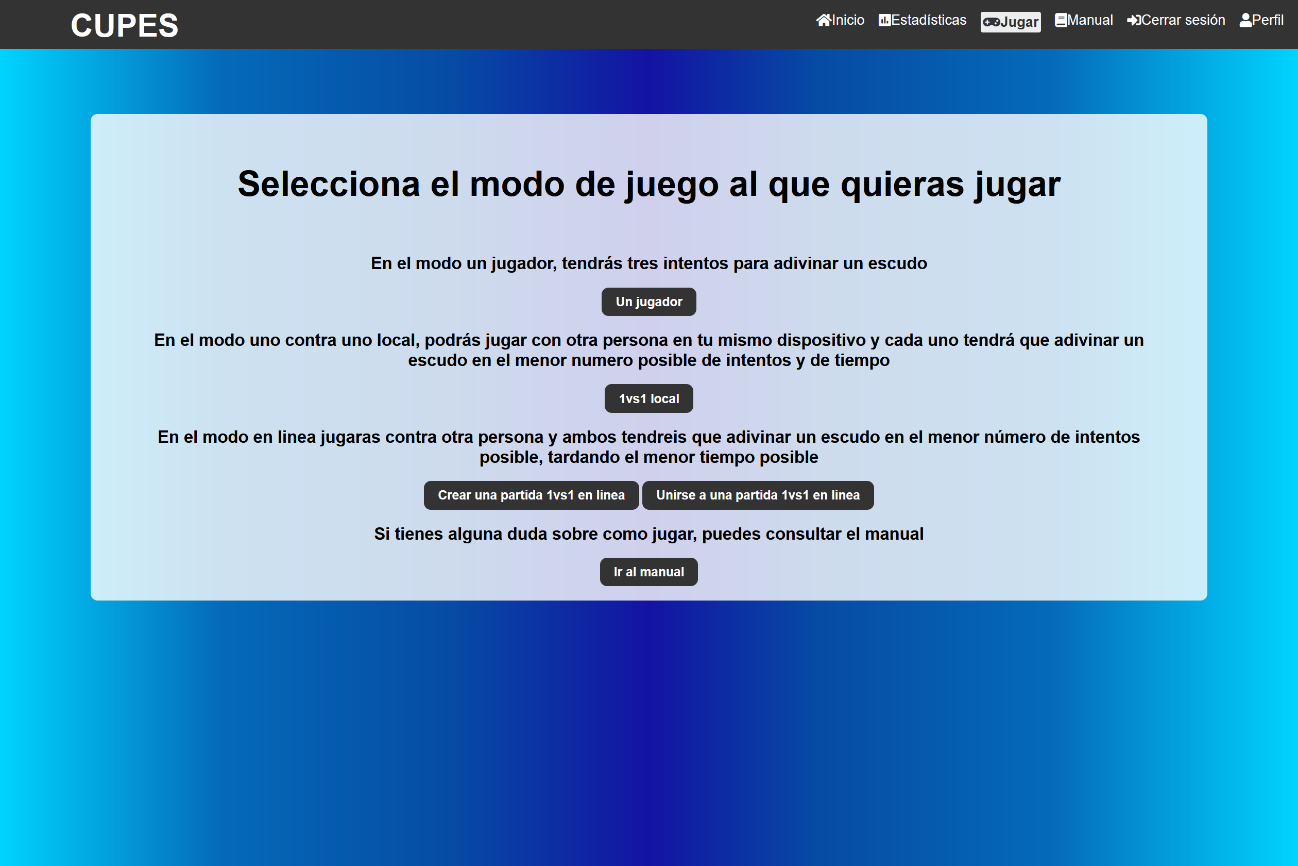 CUPES
Inicio Estadísticas Jugar Manual Cerrar sesión Perfil
Selecciona el modo de juego al que quieras jugar
En el modo un jugador, tendrás tres intentos para adivinar un escudo
Un jugador
En el modo uno contra uno local, podrás jugar con otra persona en tu mismo dispositivo y cada uno tendrá que adivinar un
escudo en el menor numero posible de intentos y de tiempo
1vs1 local
En el modo en linea jugaras contra otra persona y ambos tendreis que adivinar un escudo en el menor número de intentos
posible, tardando el menor tiempo posible
Crear una partida 1vs1 en linea Unirse a una partida 1vs1 en linea
Si tienes alguna duda sobre como jugar, puedes consultar el manual
Ir al manual